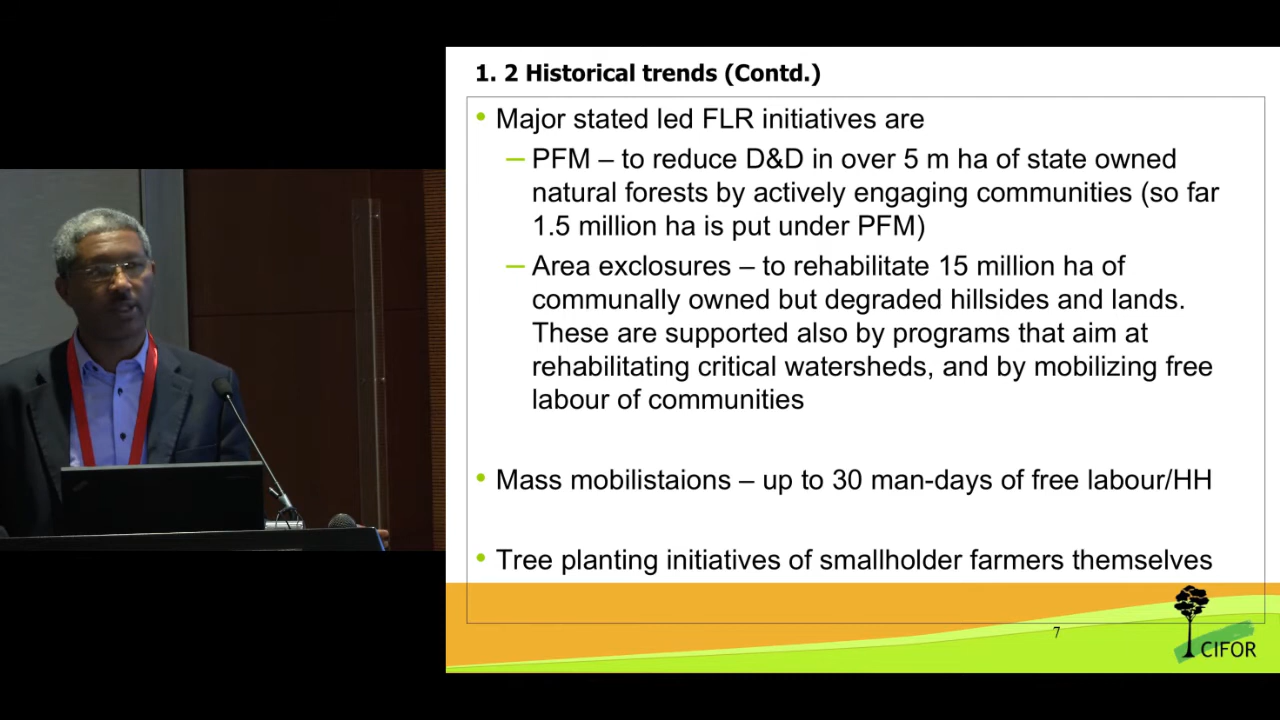 1. 2 Historical trends (Contd.)
• Major stated led FLR initiatives are
– PFM – to reduce D&D in over 5 m ha of state owned
natural forests by actively engaging communities (so far
1.5 million ha is put under PFM)
– Area exclosures – to rehabilitate 15 million ha of
communally owned but degraded hillsides and lands.
These are supported also by programs that aim at
rehabilitating critical watersheds, and by mobilizing free
labour of communities
• Mass mobilistaions – up to 30 man-days of free labour/HH
• Tree planting initiatives of smallholder farmers themselves
7
CIFOR